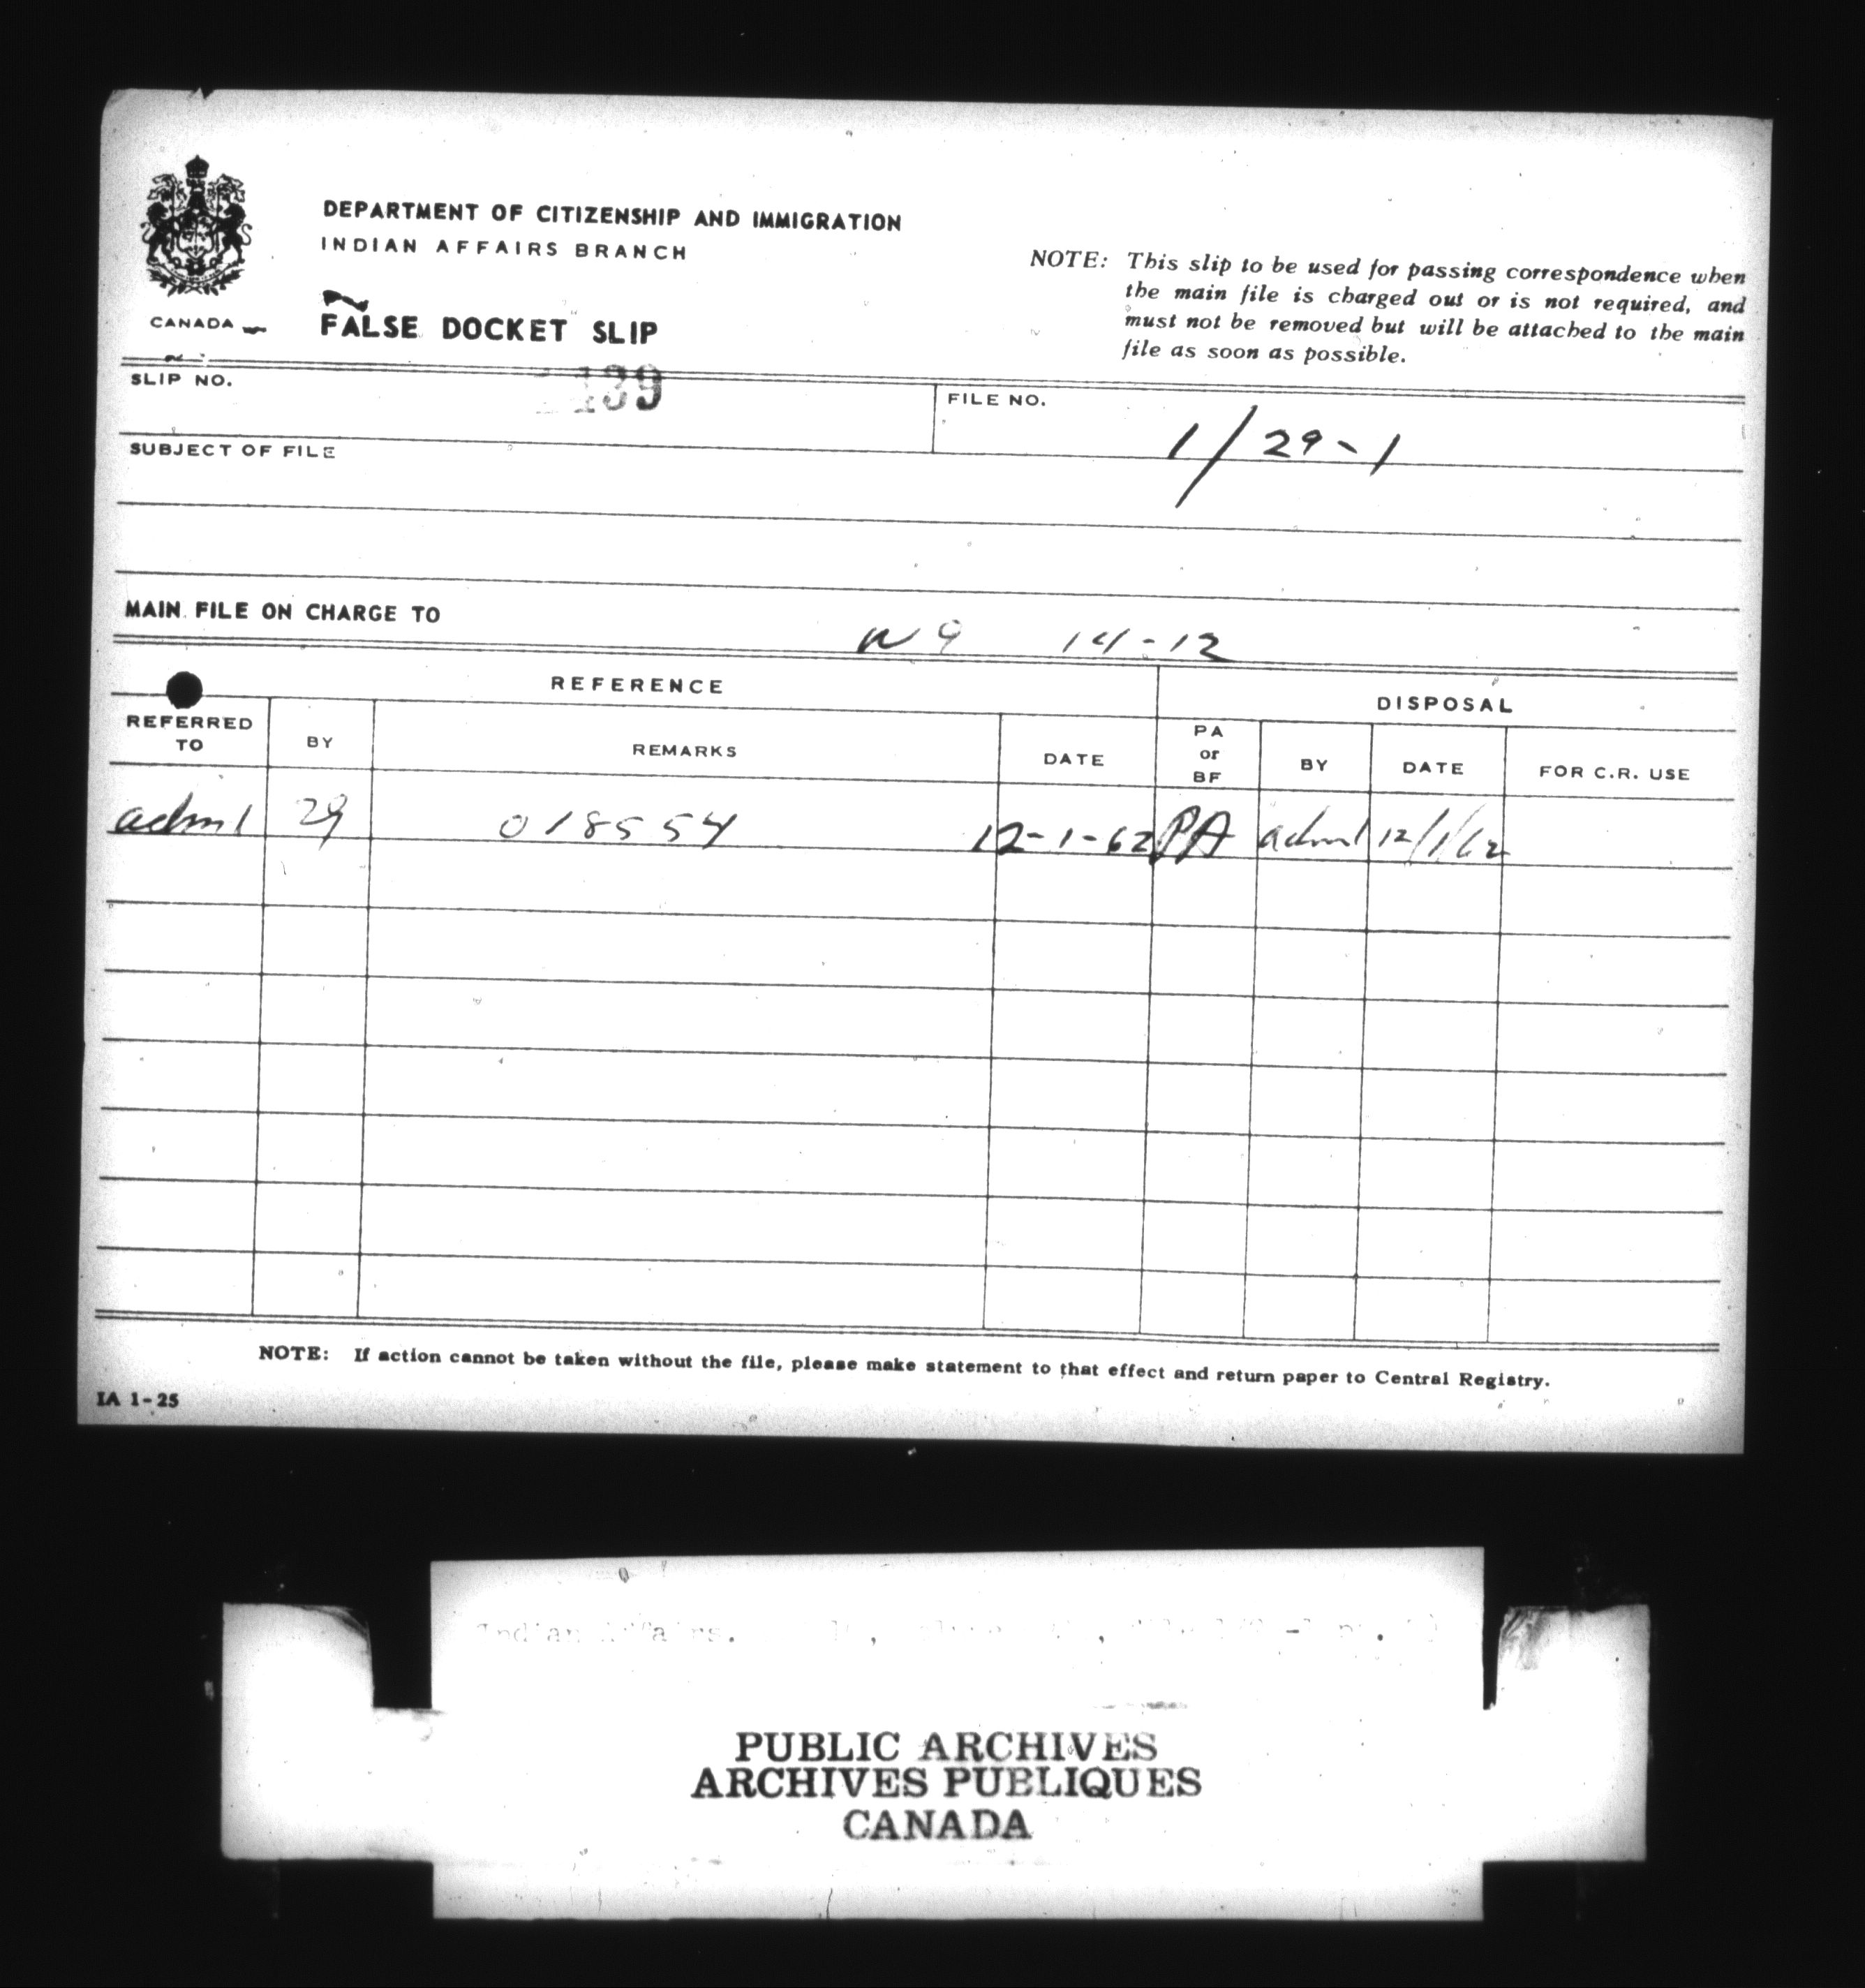 DEPARTMENT OF CITIZENSHIP AND IMMIGRATION
INDIAN AFFAIRS BRANCH
CANADA
FALSE DOCKET SLIP
NOTE: This slip to be used for passing correspondence when
the main file is charged out or is not required, and
must not be removed but will be attached to the main
file as soon as possible.
SLIP NO. 139
FILE NO. 1/29-1
SUBJECT OF FILE
MAIN FILE ON CHARGE TO
N9 14-12
REFERENCE DISPOSAL
REFERRED TO BY REMARKS DATE PA or BF BY DATE FOR C.R. USE
adml 29 018554 12-1-62 PA adml 12/1/62
NOTE: If action cannot be taken without the file, please make statement to that effect and return paper to Central Registry.
IA 1-25
Indian Affairs.
PUBLIC ARCHIVES
ARCHIVES PUBLIQUES
CANADA